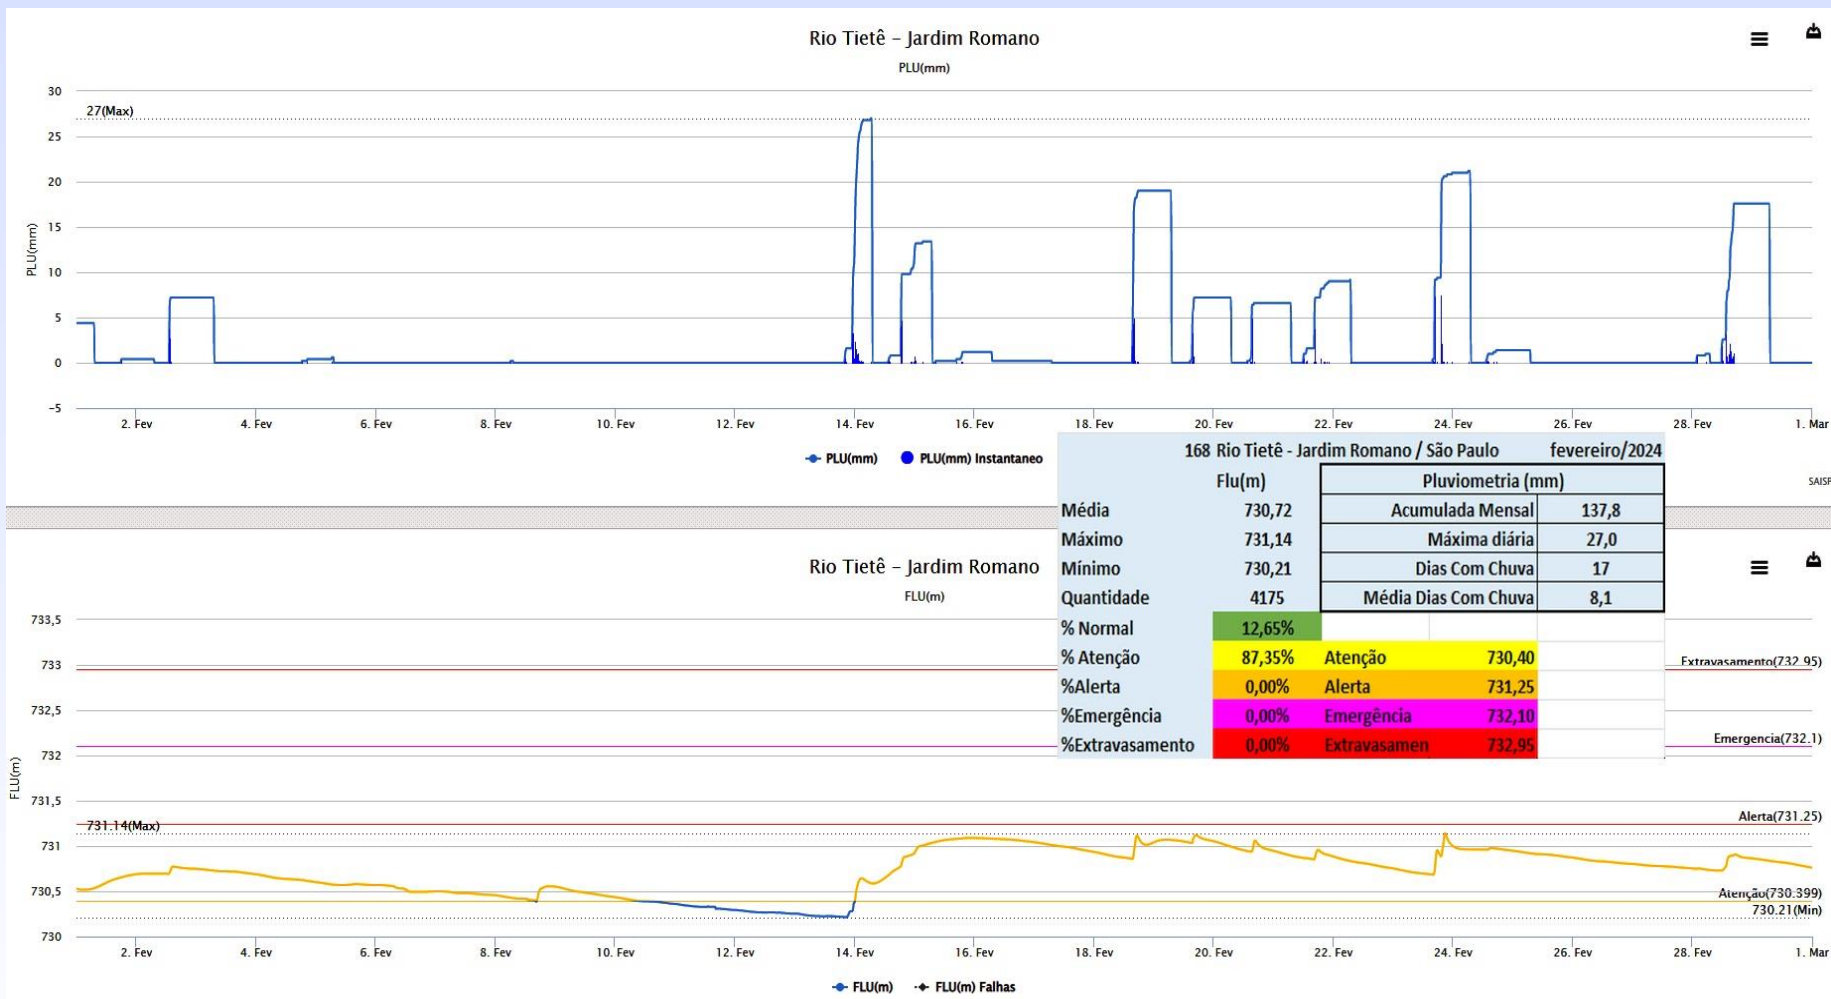 Rio Tietê – Jardim Romano
PLU(mm)
30
27(Max)
25
20
15
10
5
0
-5
PLU(mm)
2. Fev 4. Fev 6. Fev 8. Fev 10. Fev 12. Fev 14. Fev 16. Fev 18. Fev 20. Fev 22. Fev 24. Fev 26. Fev 28. Fev 1. Mar
PLU(mm) PLU(mm) Instantaneo
SAISP
168 Rio Tietê - Jardim Romano / São Paulo fevereiro/2024
Flu(m) Pluviometria (mm)
Média 730,72 Acumulada Mensal 137,8
Máximo 731,14 Máxima diária 27,0
Mínimo 730,21 Dias Com Chuva 17
Quantidade 4175 Média Dias Com Chuva 8,1
% Normal 12,65%
% Atenção 87,35% Atenção 730,40
%Alerta 0,00% Alerta 731,25
%Emergência 0,00% Emergência 732,10
%Extravasamento 0,00% Extravasamen 732,95
Rio Tietê – Jardim Romano
FLU(m)
733,5
733
Extravasamento(732.95)
732,5
Emergencia(732.1)
732
731,5
Alerta(731.25)
731.14(Max)
731
730,5
Atenção(730.399)
730.21(Min)
730
FLU(m)
2. Fev 4. Fev 6. Fev 8. Fev 10. Fev 12. Fev 14. Fev 16. Fev 18. Fev 20. Fev 22. Fev 24. Fev 26. Fev 28. Fev 1. Mar
FLU(m) FLU(m) Falhas